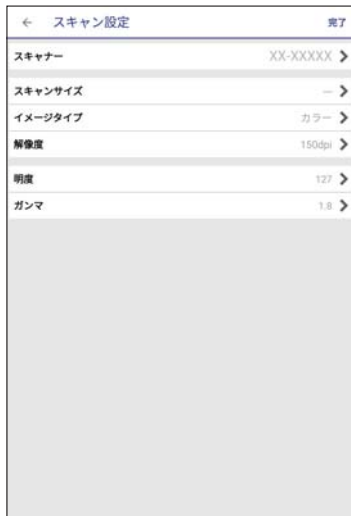 ← スキャン設定 完了
スキャナー XX-XXXXX
スキャンサイズ —
イメージタイプ カラー
解像度 150dpi
明度 127
ガンマ 1.8